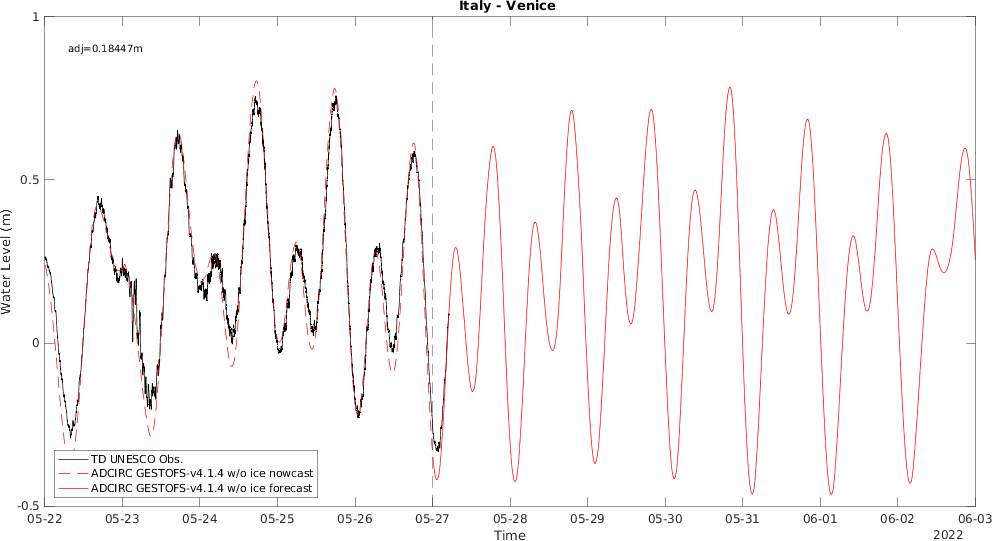 Italy - Venice
adj=0.18447m
1
0.5
0
-0.5
Water Level (m)
TD UNESCO Obs.
ADCIRC GESTOFS-v4.1.4 w/o ice nowcast
ADCIRC GESTOFS-v4.1.4 w/o ice forecast
05-22 05-23 05-24 05-25 05-26 05-27 05-28 05-29 05-30 05-31 06-01 06-02 06-03
Time
2022